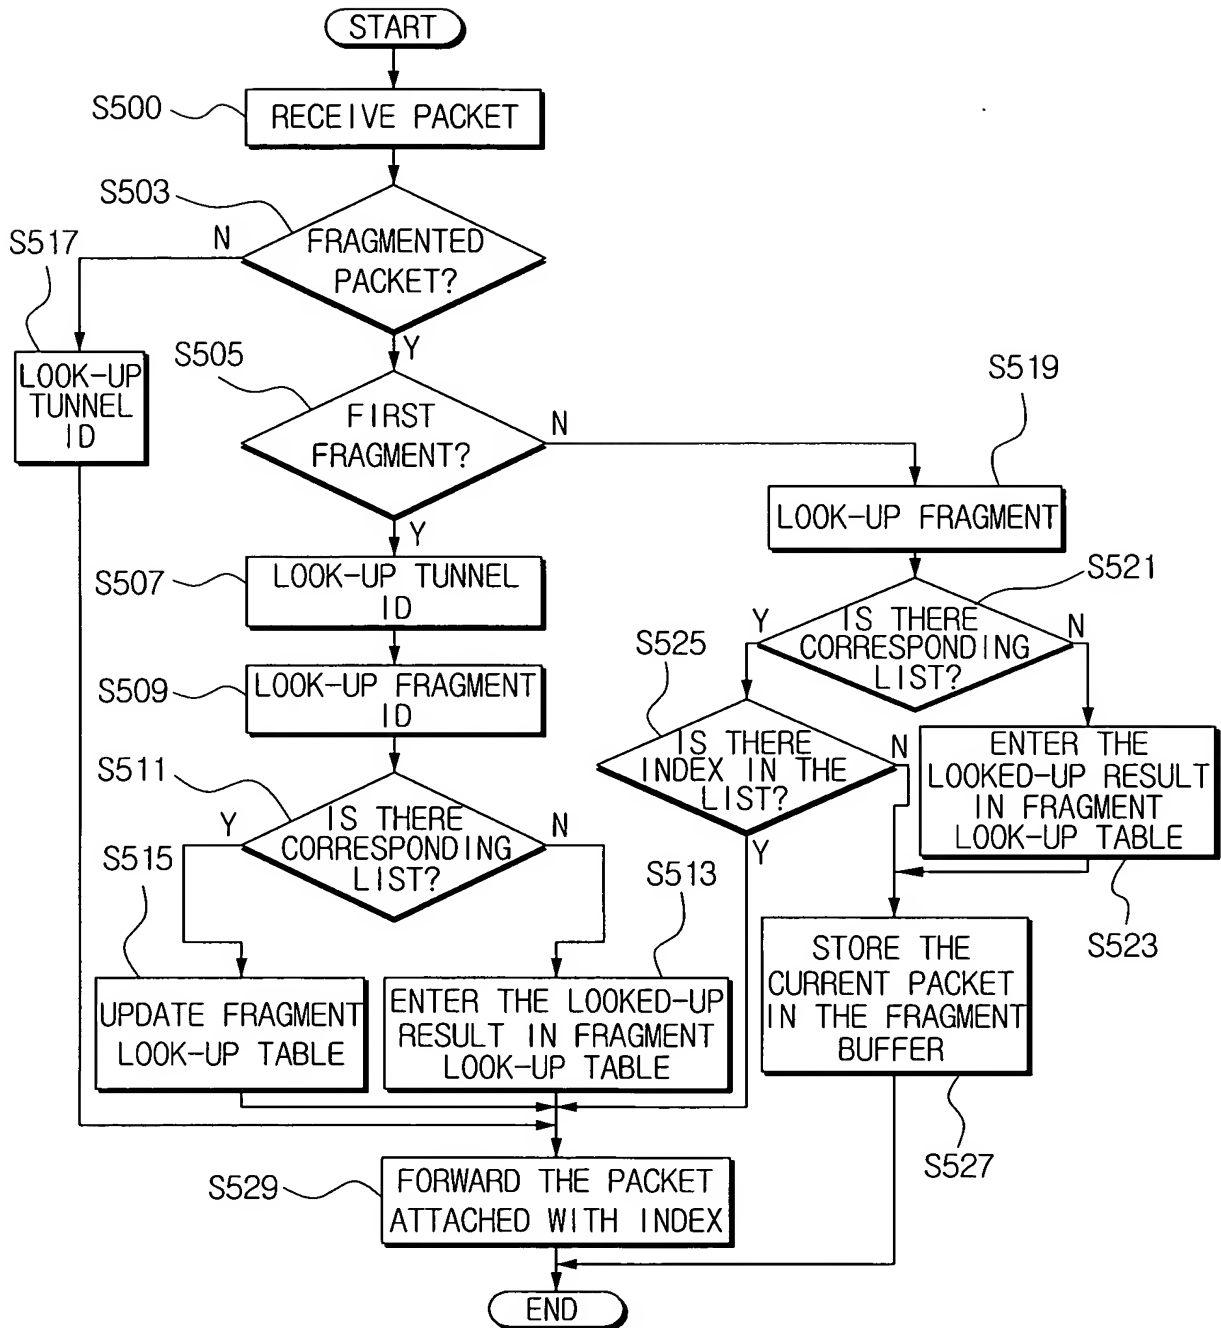 START
S500
RECEIVE PACKET
S503
S517
N
FRAGMENTED
PACKET?
Y
S505
S519
LOOK-UP
TUNNEL
ID
FIRST
FRAGMENT?
N
LOOK-UP FRAGMENT
Y
S507
LOOK-UP TUNNEL
ID
S521
Y
IS THERE
CORRESPONDING
LIST?
N
S525
S509
LOOK-UP FRAGMENT
ID
IS THERE
INDEX IN THE
LIST?
N
ENTER THE
LOOKED-UP RESULT
IN FRAGMENT
LOOK-UP TABLE
S511
Y
IS THERE
CORRESPONDING
LIST?
N
Y
S515
S513
S523
STORE THE
CURRENT PACKET
IN THE FRAGMENT
BUFFER
UPDATE FRAGMENT
LOOK-UP TABLE
ENTER THE LOOKED-UP
RESULT IN FRAGMENT
LOOK-UP TABLE
S527
S529
FORWARD THE PACKET
ATTACHED WITH INDEX
END